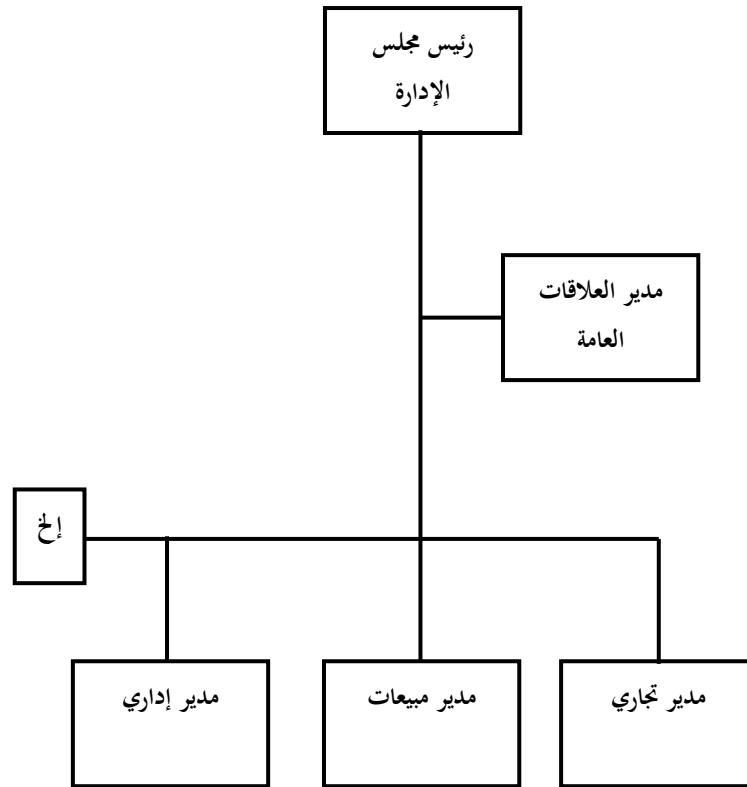 رئيس مجلس
الإدارة
مدير العلاقات
العامة
إلخ
مدير تجاري
مدير مبيعات
مدير إداري